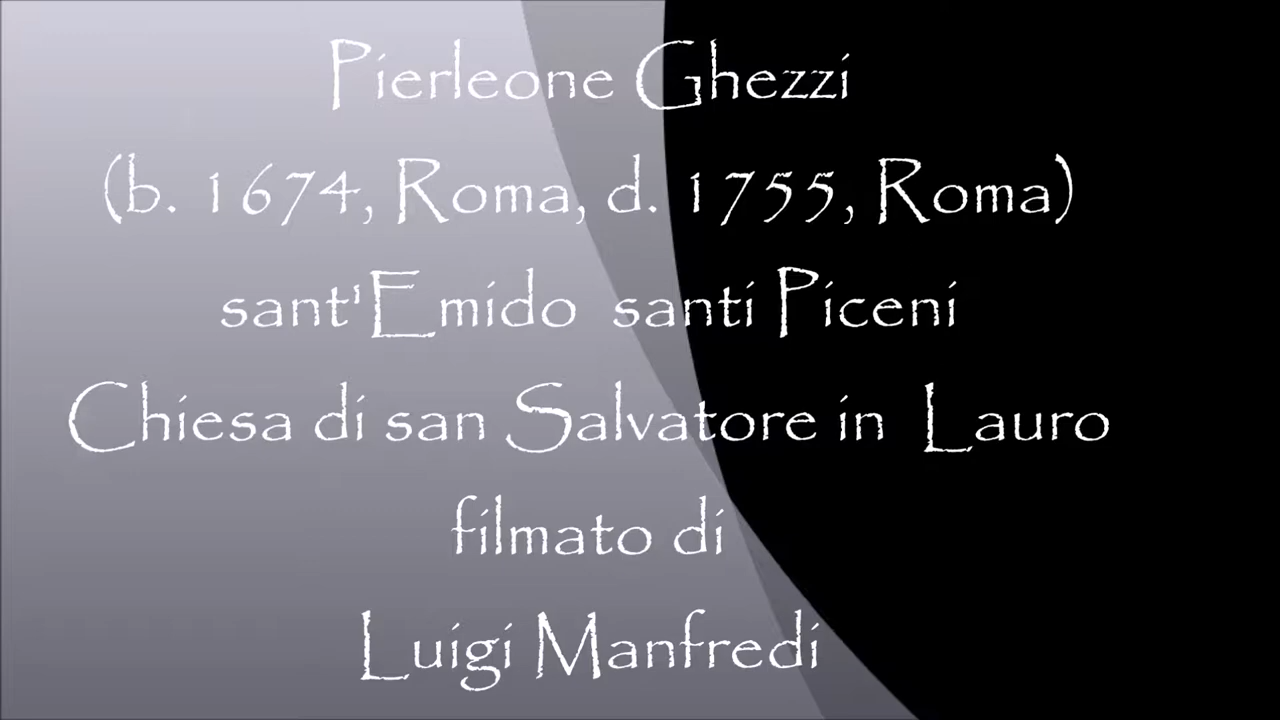 Pierleone Ghezzi
(b. 1674, Roma, d. 1755, Roma)
sant'Emido santi Piceni
Chiesa di san Salvatore in Lauro
filmato di
Luigi Manfredi